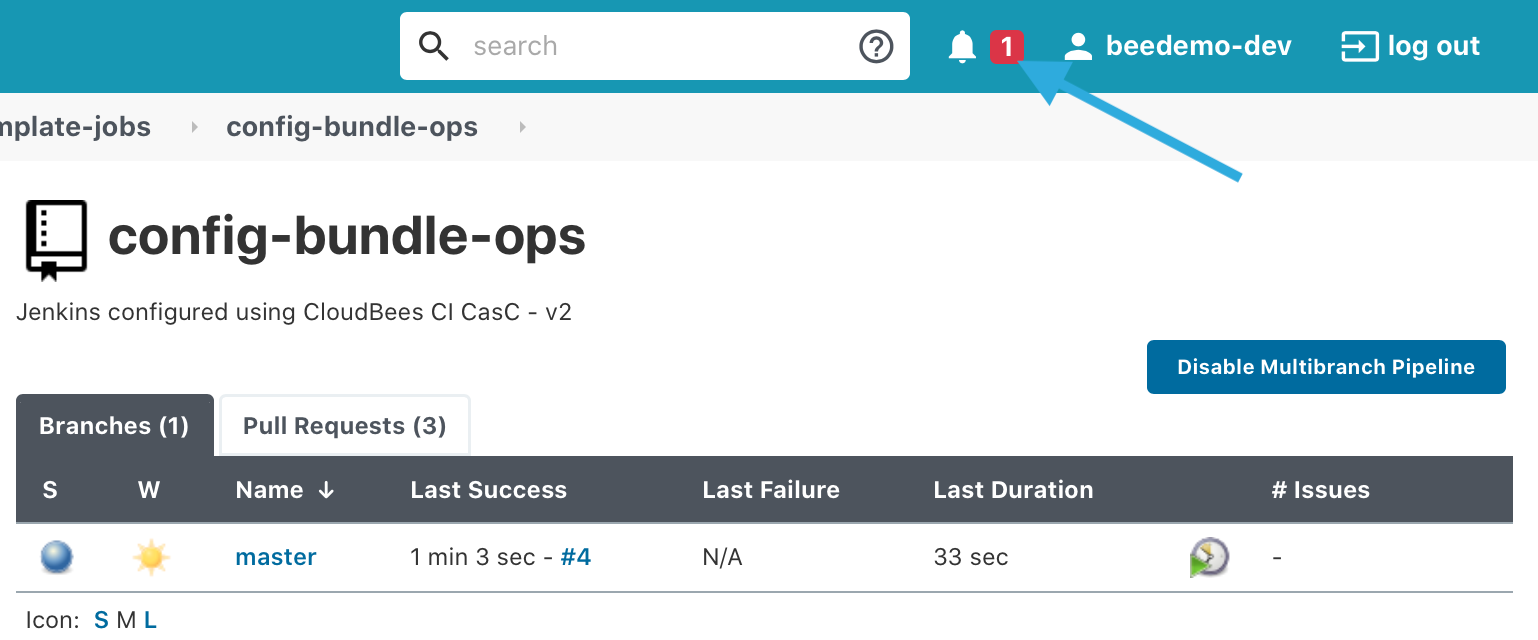 search 1 beedemo-dev log out
mplate-jobs config-bundle-ops
config-bundle-ops
Jenkins configured using CloudBees CI CasC - v2
Disable Multibranch Pipeline
Branches (1) Pull Requests (3)
S W Name ↓ Last Success Last Failure Last Duration # Issues
master 1 min 3 sec - #4 N/A 33 sec -
Icon: S M L